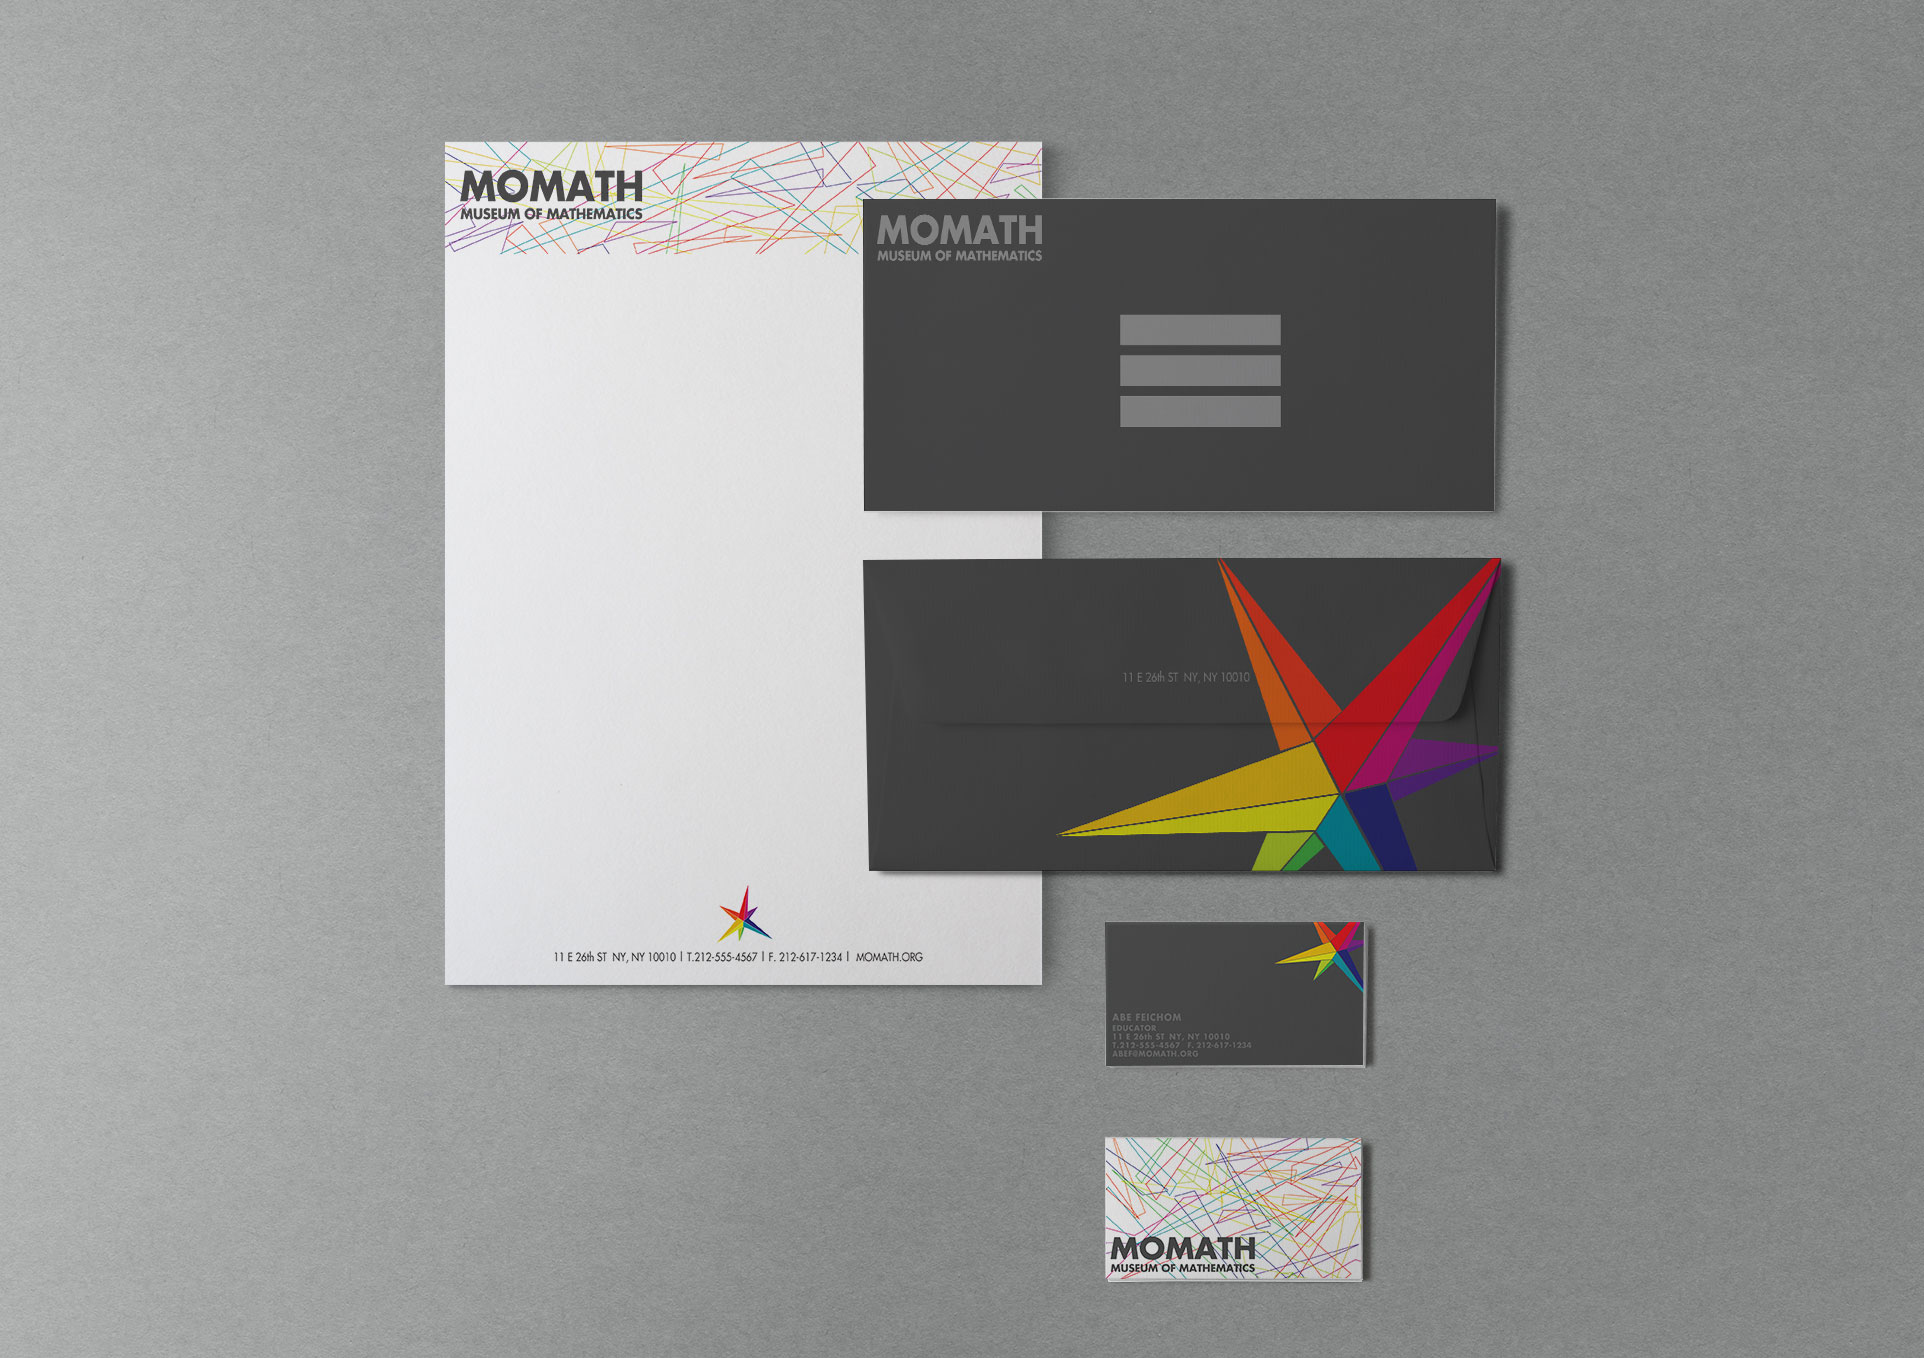 MOMATH
MUSEUM OF MATHEMATICS
11 E 26th ST NY, NY 10010 | T.212-555-4567 | F. 212-617-1234 | MOMATH.ORG
MOMATH
MUSEUM OF MATHEMATICS
11 E 26th ST NY, NY 10010
ABE FEICHOM
EDUCATOR
11 E 26th ST NY, NY 10010
T.212-555-4567 F. 212-617-1234
ABEF@MOMATH.ORG
MOMATH
MUSEUM OF MATHEMATICS